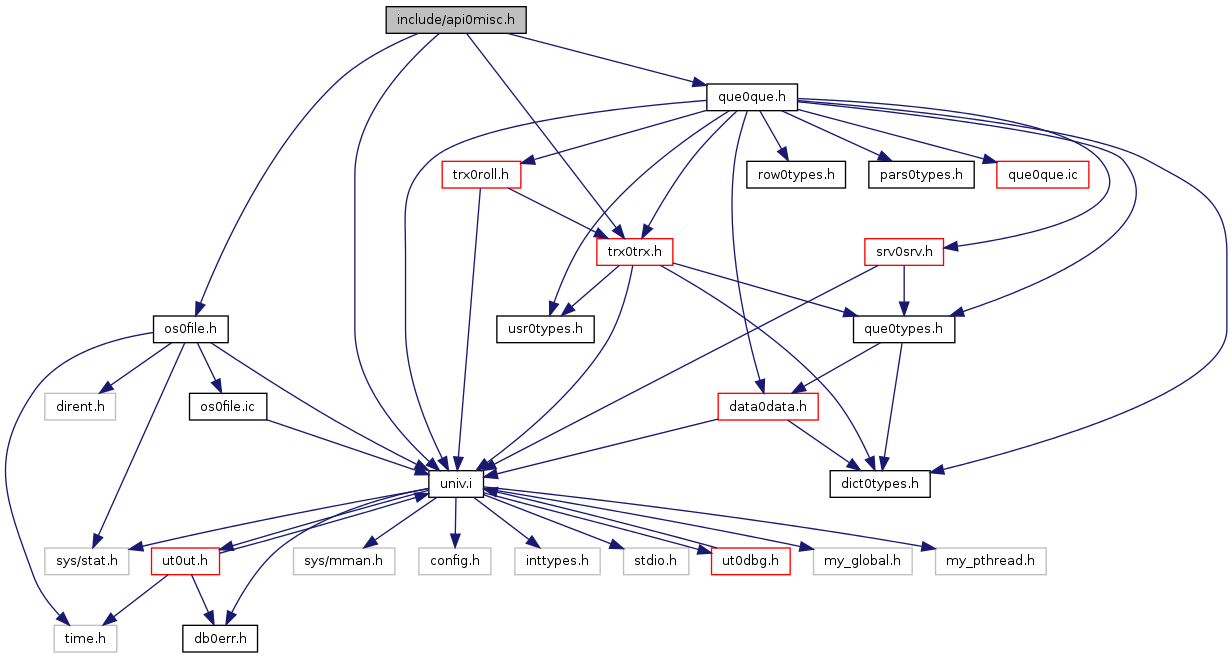 include/api0misc.h
que0que.h
trx0roll.h
row0types.h
pars0types.h
que0que.ic
trx0trx.h
srv0srv.h
os0file.h
usr0types.h
que0types.h
dirent.h
os0file.ic
data0data.h
univ.i
dict0types.h
sys/stat.h
ut0ut.h
sys/mman.h
config.h
inttypes.h
stdio.h
ut0dbg.h
my_global.h
my_pthread.h
time.h
db0err.h